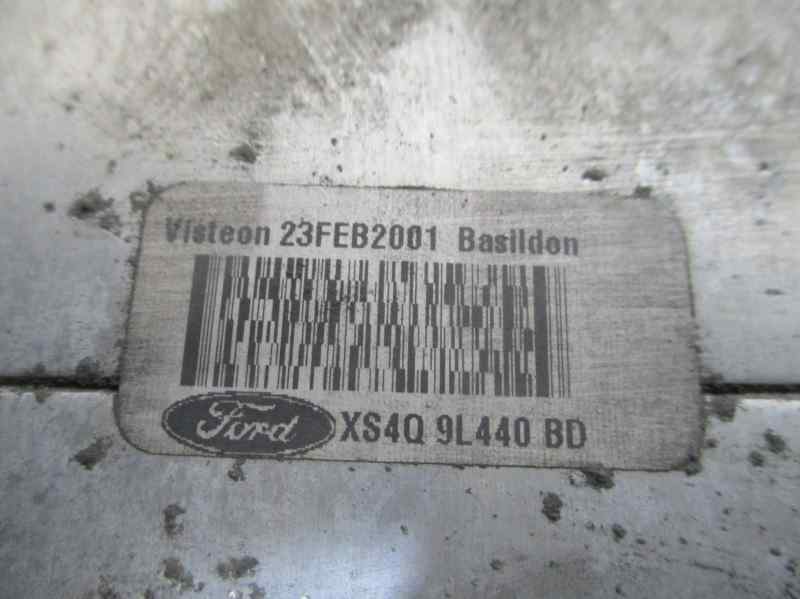 Visteon 23FEB2001 Basildon
Ford XS4Q 9L440 BD